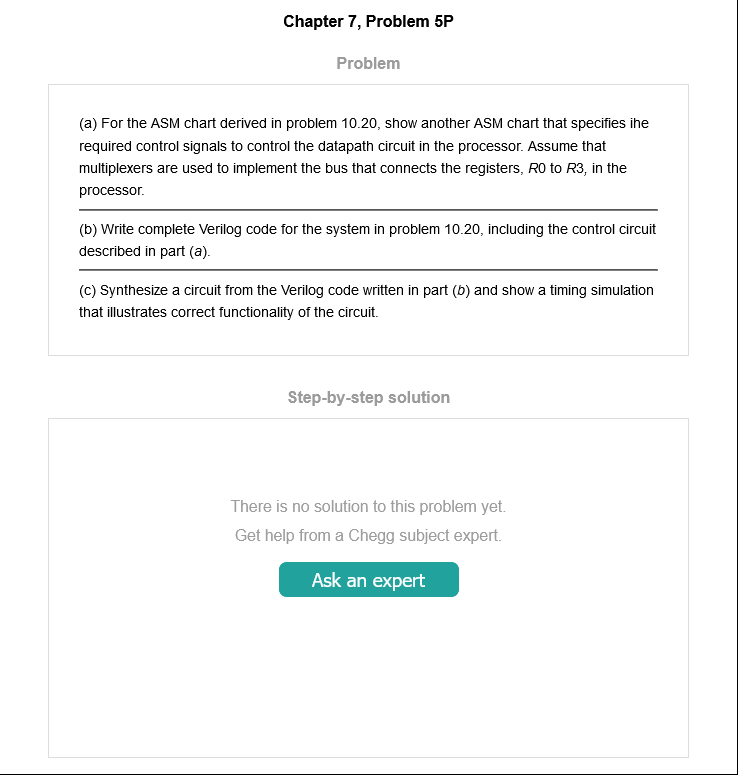 Chapter 7, Problem 5P
Problem
(a) For the ASM chart derived in problem 10.20, show another ASM chart that specifies ihe
required control signals to control the datapath circuit in the processor. Assume that
multiplexers are used to implement the bus that connects the registers, R0 to R3, in the
processor.
(b) Write complete Verilog code for the system in problem 10.20, including the control circuit
described in part (a).
(c) Synthesize a circuit from the Verilog code written in part (b) and show a timing simulation
that illustrates correct functionality of the circuit.
Step-by-step solution
There is no solution to this problem yet.
Get help from a Chegg subject expert.
Ask an expert